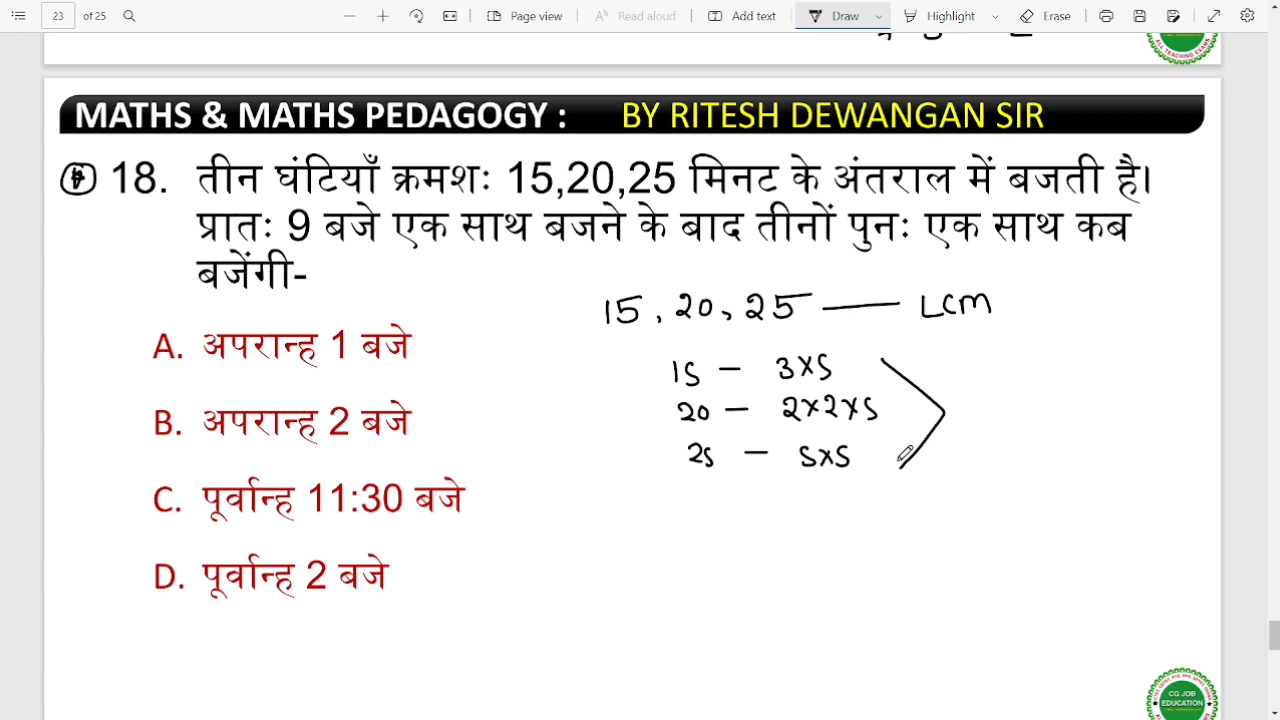 23 of 25 Page view Read aloud Add text Draw Highlight Erase
MATHS & MATHS PEDAGOGY : BY RITESH DEWANGAN SIR
18. तीन घंटियाँ क्रमशः 15,20,25 मिनट के अंतराल में बजती है।
प्रातः 9 बजे एक साथ बजने के बाद तीनों पुनः एक साथ कब
बजेंगी-
15, 20, 25 — LCM
A. अपरान्ह 1 बजे
15 - 3×5
20 - 2×2×5
B. अपरान्ह 2 बजे
25 - 5×5
C. पूर्वान्ह 11:30 बजे
D. पूर्वान्ह 2 बजे
CG JOB
EDUCATION